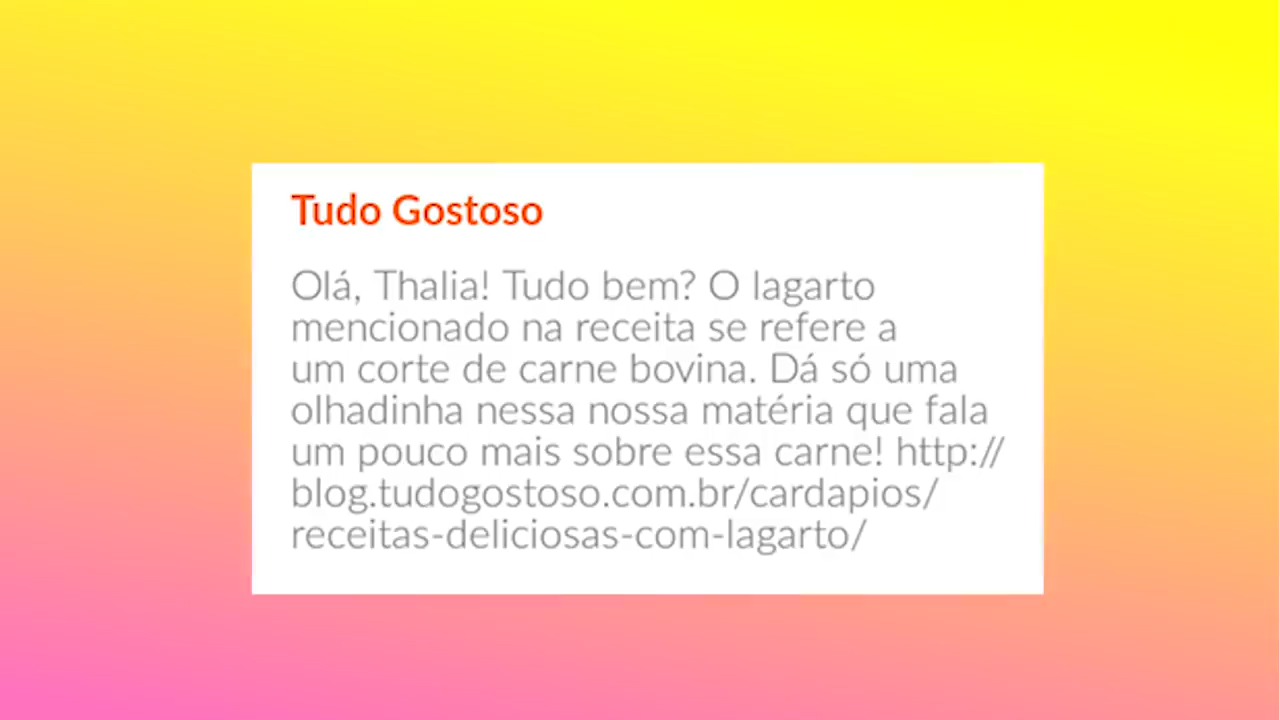 Tudo Gostoso
Olá, Thalia! Tudo bem? O lagarto
mencionado na receita se refere a
um corte de carne bovina. Dá só uma
olhadinha nessa nossa matéria que fala
um pouco mais sobre essa carne! http://
blog.tudogostoso.com.br/cardapios/
receitas-deliciosas-com-lagarto/